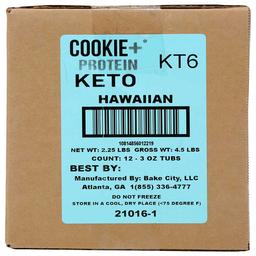 COOKIE+
PROTEIN
KETO
KT6
HAWAIIAN
10814856012219
NET WT: 2.25 LBS GROSS WT: 4.5 LBS
COUNT: 12 - 3 OZ TUBS
BEST BY:
Manufactured By: Bake City, LLC
Atlanta, GA 1(855) 336-4777
DO NOT FREEZE
STORE IN A COOL, DRY PLACE (<75 DEGREE F)
21016-1